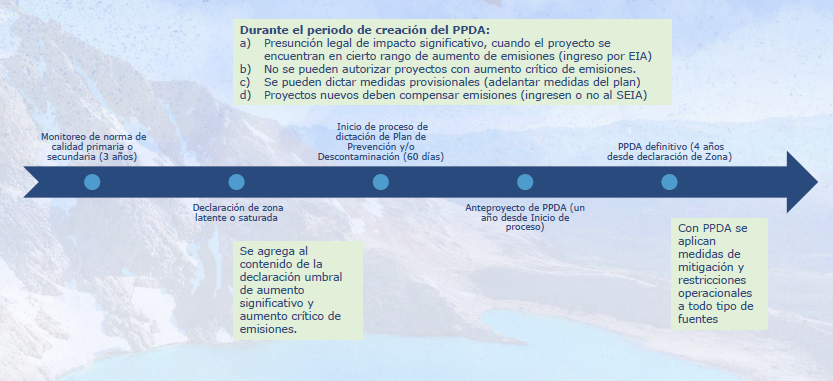 Durante el periodo de creación del PPDA:
a) Presunción legal de impacto significativo, cuando el proyecto se
encuentran en cierto rango de aumento de emisiones (ingreso por EIA)
b) No se pueden autorizar proyectos con aumento crítico de emisiones.
c) Se pueden dictar medidas provisionales (adelantar medidas del plan)
d) Proyectos nuevos deben compensar emisiones (ingresen o no al SEIA)
Monitoreo de norma de
calidad primaria o
secundaria (3 años)
Declaración de zona
latente o saturada
Inicio de proceso de
dictación de Plan de
Prevención y/o
Descontaminación (60 días)
Anteproyecto de PPDA (un
año desde Inicio de
proceso)
PPDA definitivo (4 años
desde declaración de Zona)
Se agrega al
contenido de la
declaración umbral
de aumento
significativo y
aumento crítico de
emisiones.
Con PPDA se
aplican
medidas de
mitigación y
restricciones
operacionales
a todo tipo de
fuentes